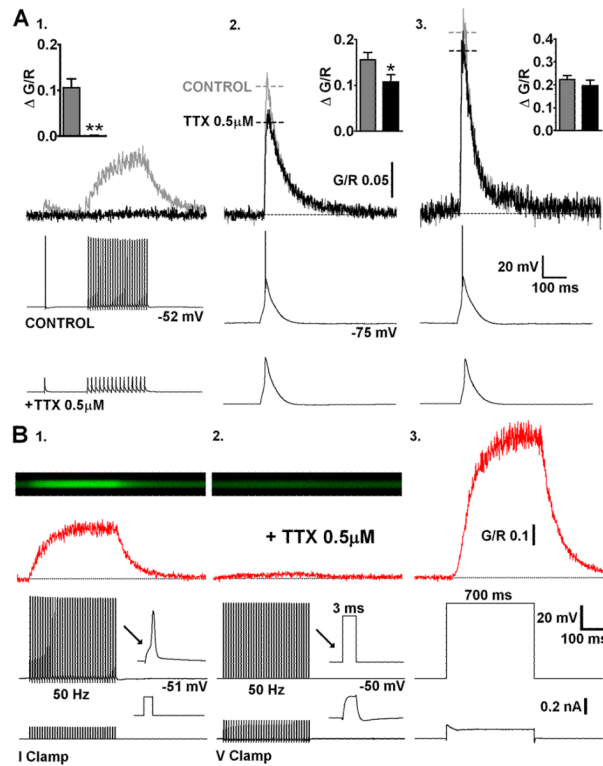 A 1. 2. 3.
0.2
0.1
0.0
Δ G/R
**
CONTROL
TTX 0.5μM
0.2
0.1
0.0
Δ G/R
*
G/R 0.05
0.4
0.3
0.2
0.1
0.0
Δ G/R
CONTROL
-52 mV
-75 mV
20 mV
100 ms
+TTX 0.5μM
B 1. 2. 3.
+ TTX 0.5μM
G/R 0.1
50 Hz
-51 mV
I Clamp
3 ms
50 Hz
-50 mV
V Clamp
700 ms
20 mV
100 ms
0.2 nA